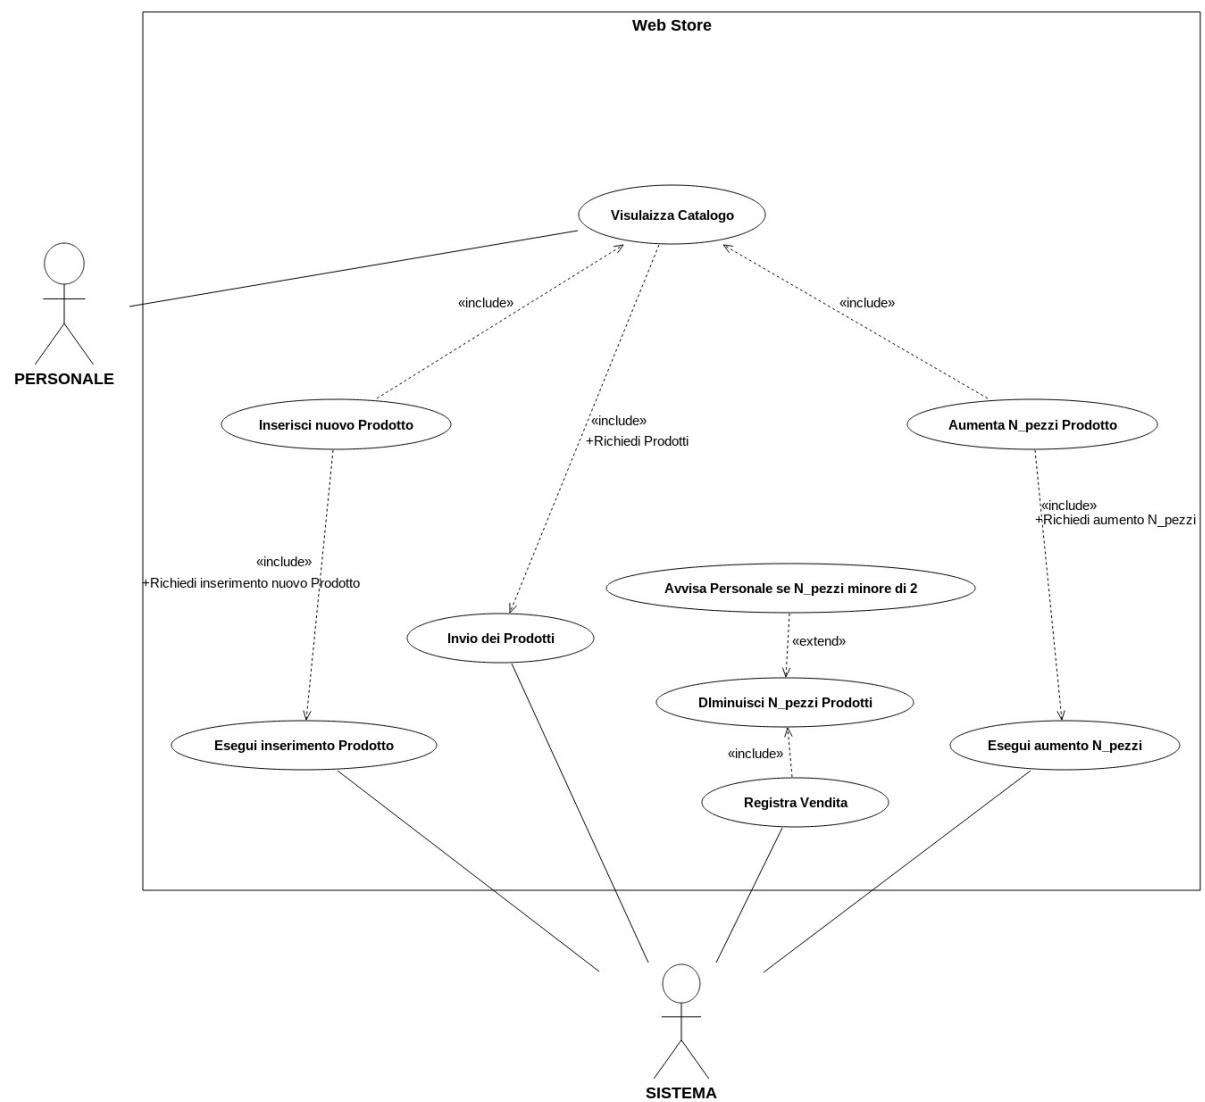 Web Store
Visulaizza Catalogo
«include»
«include»
PERSONALE
Inserisci nuovo Prodotto
«include»
+Richiedi Prodotti
Aumenta N_pezzi Prodotto
«include»
+Richiedi aumento N_pezzi
«include»
+Richiedi inserimento nuovo Prodotto
Avvisa Personale se N_pezzi minore di 2
Invio dei Prodotti
«extend»
DIminuisci N_pezzi Prodotti
Esegui inserimento Prodotto
«include»
Esegui aumento N_pezzi
Registra Vendita
SISTEMA